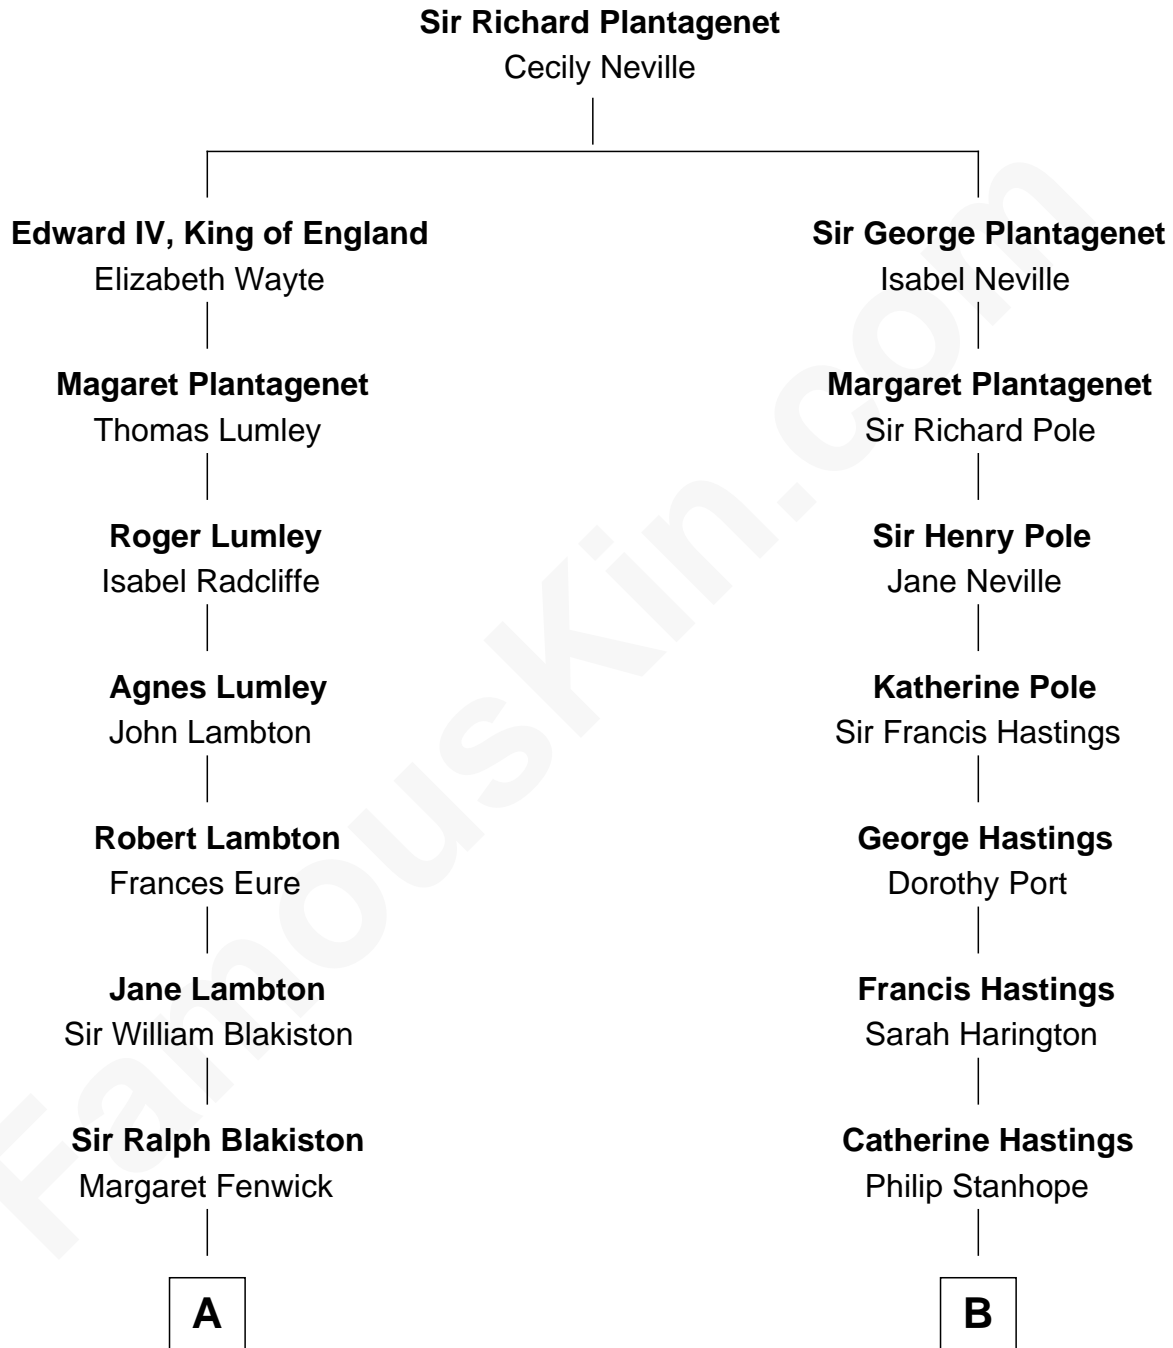 Sir Richard Plantagenet
Cecily Neville
Edward IV, King of England
Elizabeth Wayte
Sir George Plantagenet
Isabel Neville
Magaret Plantagenet
Thomas Lumley
Margaret Plantagenet
Sir Richard Pole
Roger Lumley
Isabel Radcliffe
Sir Henry Pole
Jane Neville
Agnes Lumley
John Lambton
Katherine Pole
Sir Francis Hastings
Robert Lambton
Frances Eure
George Hastings
Dorothy Port
Jane Lambton
Sir William Blakiston
Francis Hastings
Sarah Harington
Sir Ralph Blakiston
Margaret Fenwick
Catherine Hastings
Philip Stanhope
A
B
FamousKin.com